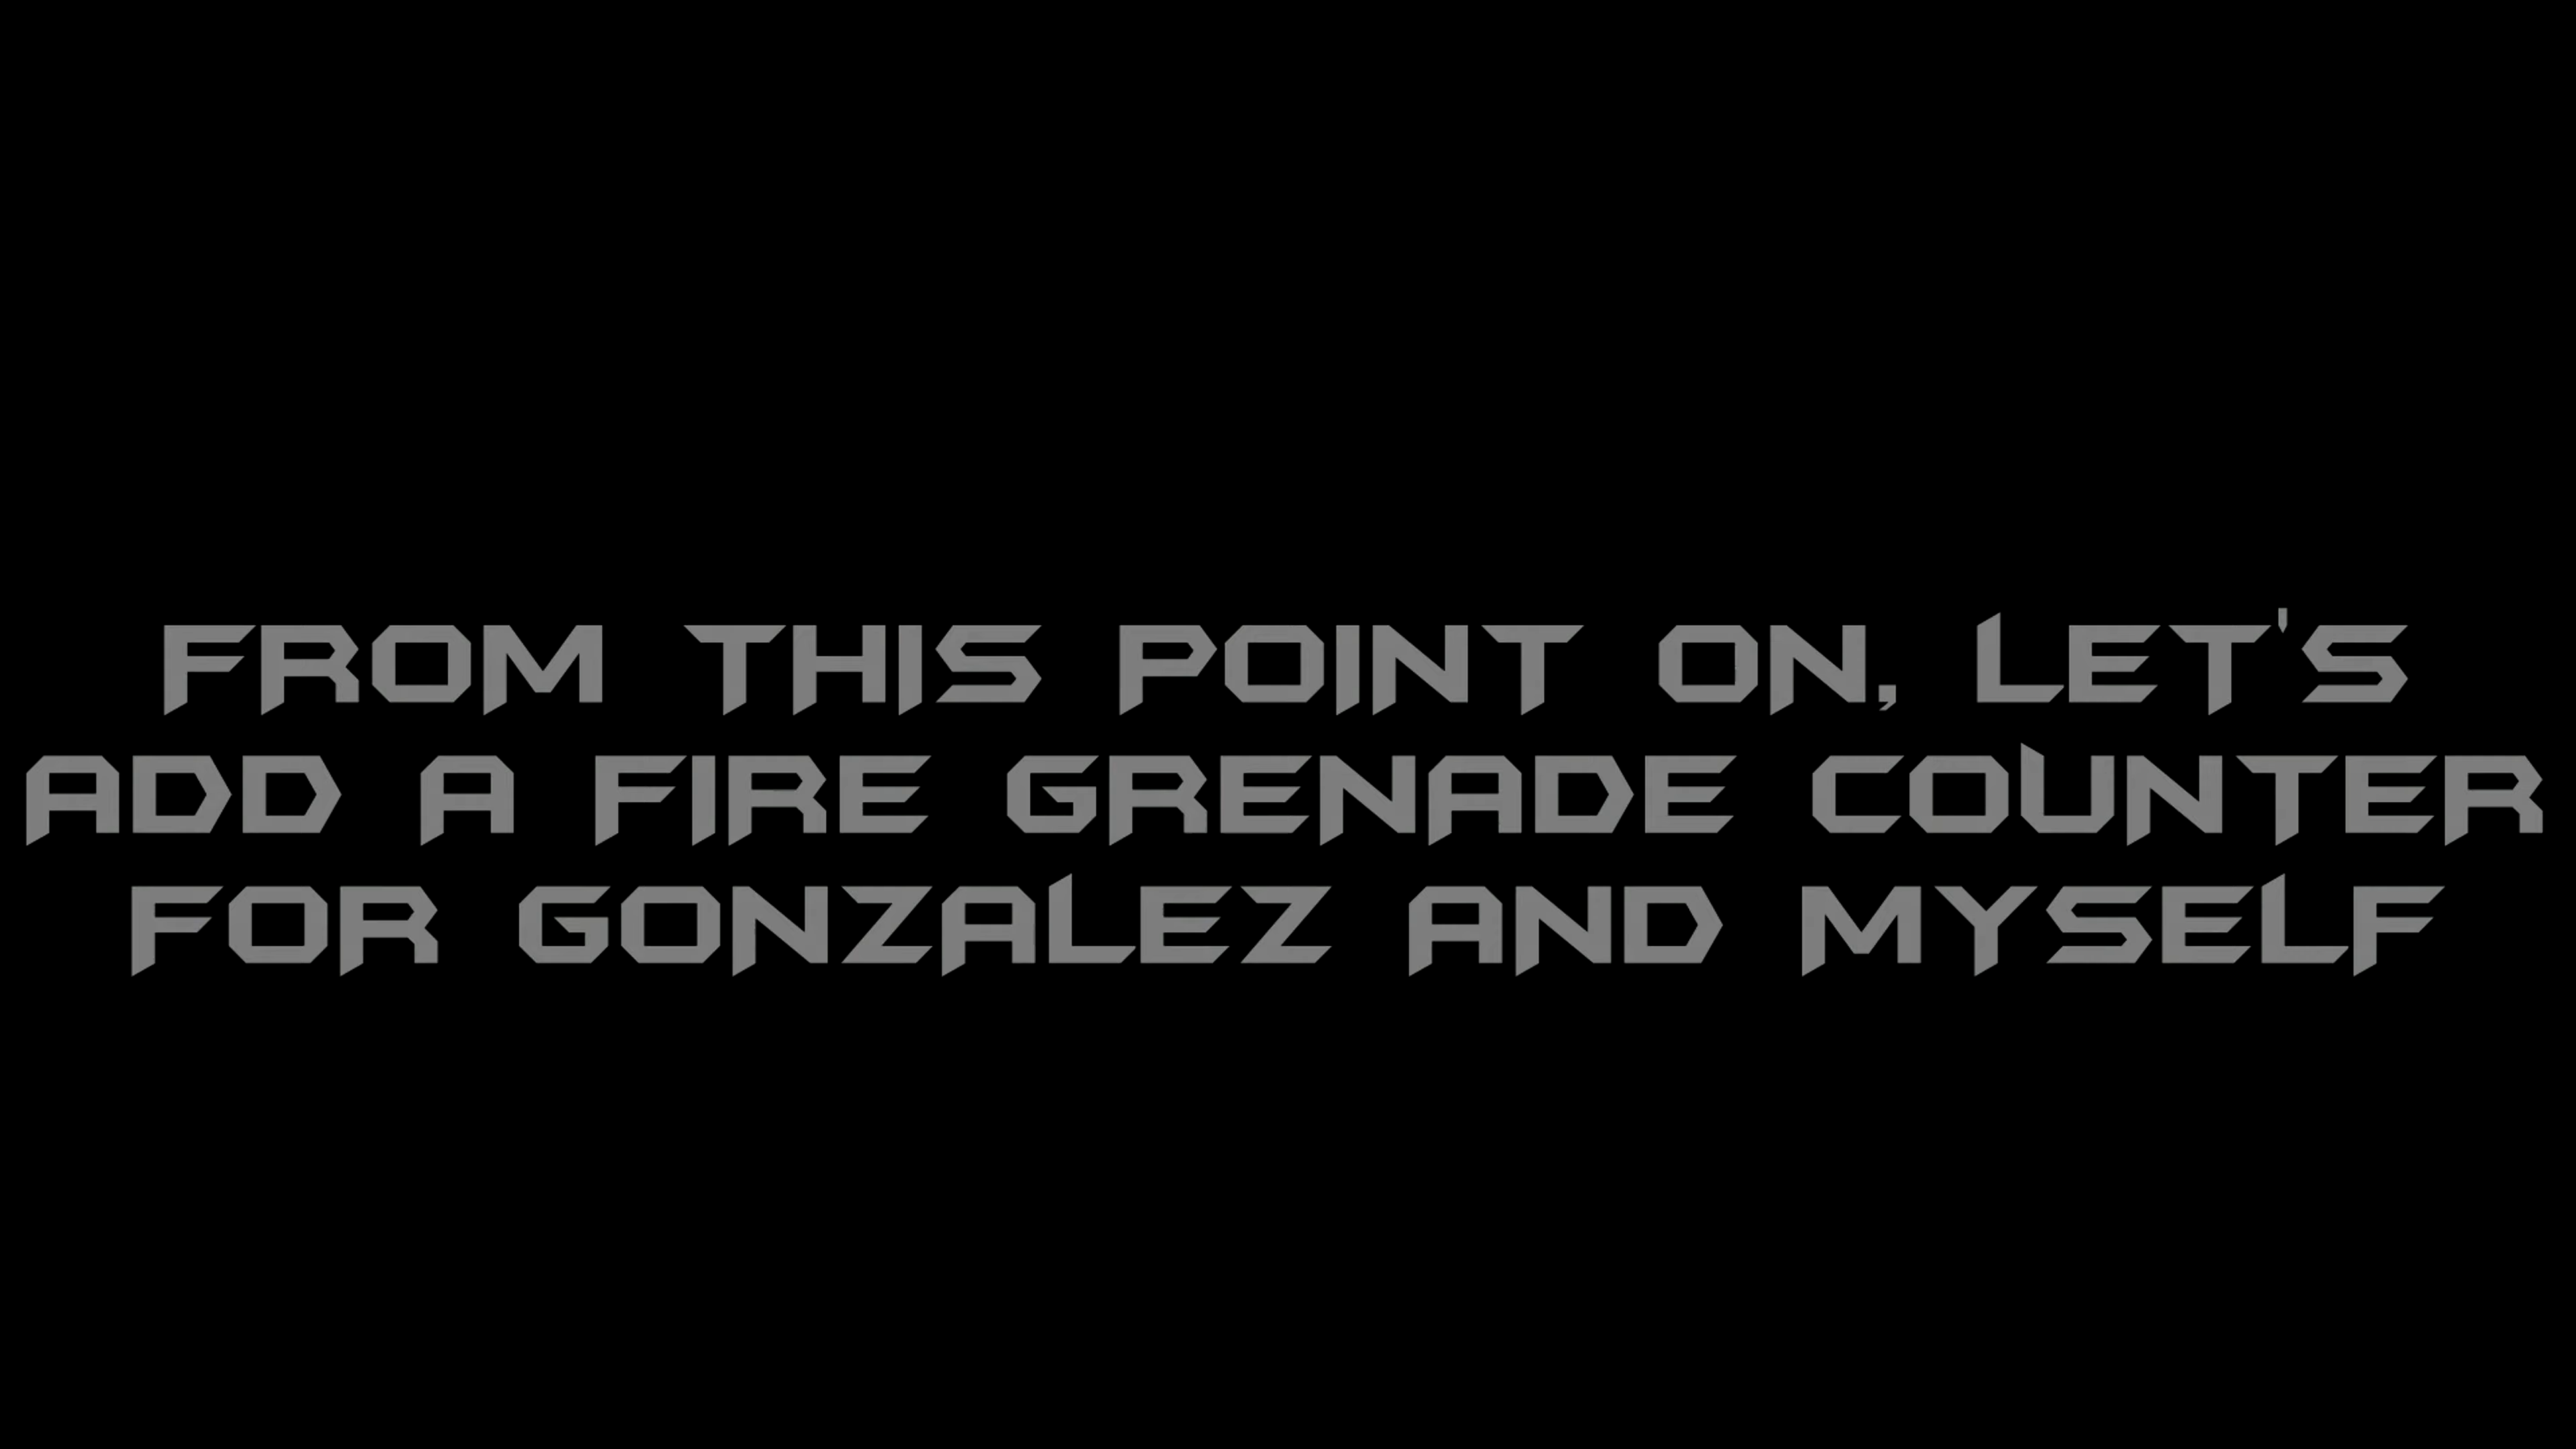 FROM THIS POINT ON, LET'S
ADD A FIRE GRENADE COUNTER
FOR GONZALEZ AND MYSELF